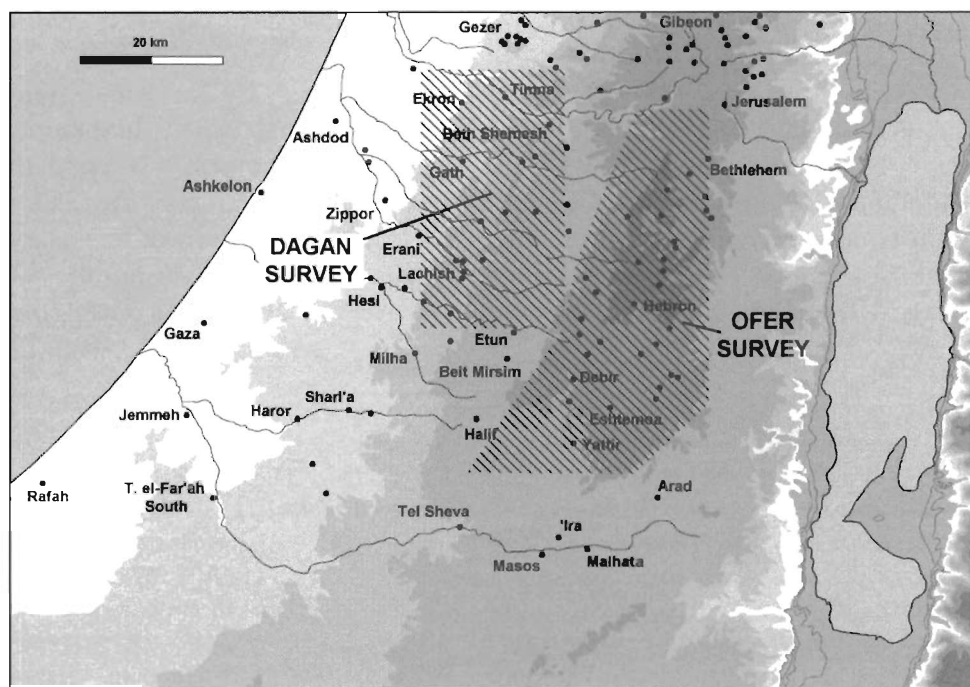 Gezer
Gibeon
20 km
Ekron
Timna
Jerusalem
Ashdod
Beth Shemesh
Gath
Bethlehem
Ashkelon
Zippor
Erani
DAGAN
SURVEY
Lachish
Hesi
Hebron
OFER
SURVEY
Gaza
Etun
Milha
Beit Mirsim
Debir
Shari'a
Jemmeh
Haror
Eshtemoa
Halif
Yattir
Rafah
T. el-Far'ah
South
Arad
Tel Sheva
'Ira
Masos
Malhata